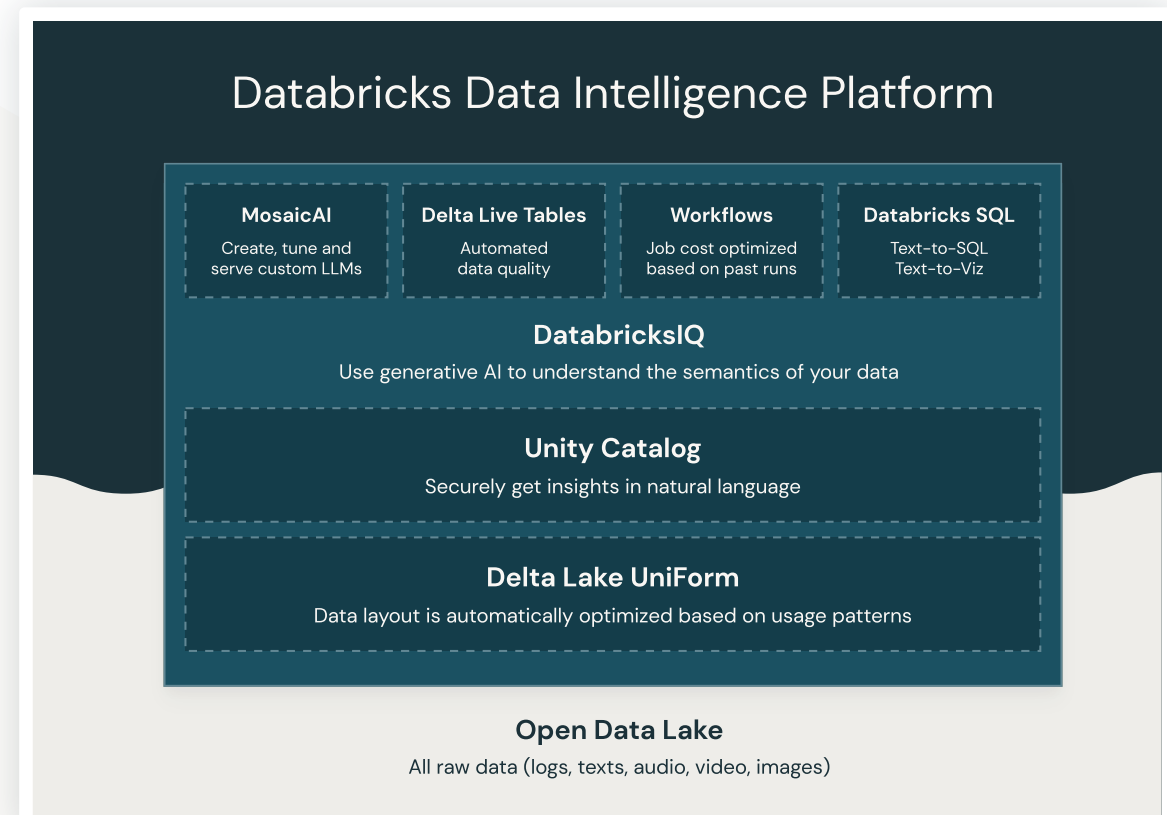 Databricks Data Intelligence Platform
MosaicAI
Create, tune and
serve custom LLMs
Delta Live Tables
Automated
data quality
Workflows
Job cost optimized
based on past runs
Databricks SQL
Text-to-SQL
Text-to-Viz
DatabricksIQ
Use generative AI to understand the semantics of your data
Unity Catalog
Securely get insights in natural language
Delta Lake UniForm
Data layout is automatically optimized based on usage patterns
Open Data Lake
All raw data (logs, texts, audio, video, images)